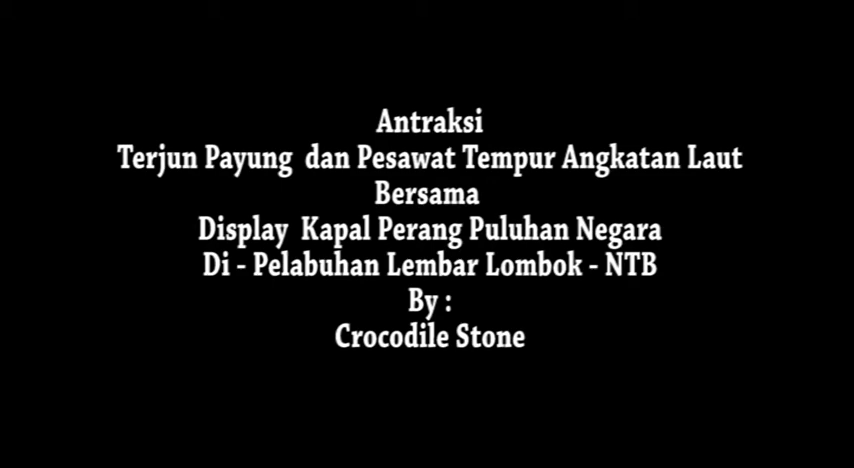 Antraksi
Terjun Payung dan Pesawat Tempur Angkatan Laut
Bersama
Display Kapal Perang Puluhan Negara
Di - Pelabuhan Lembar Lombok - NTB
By :
Crocodile Stone